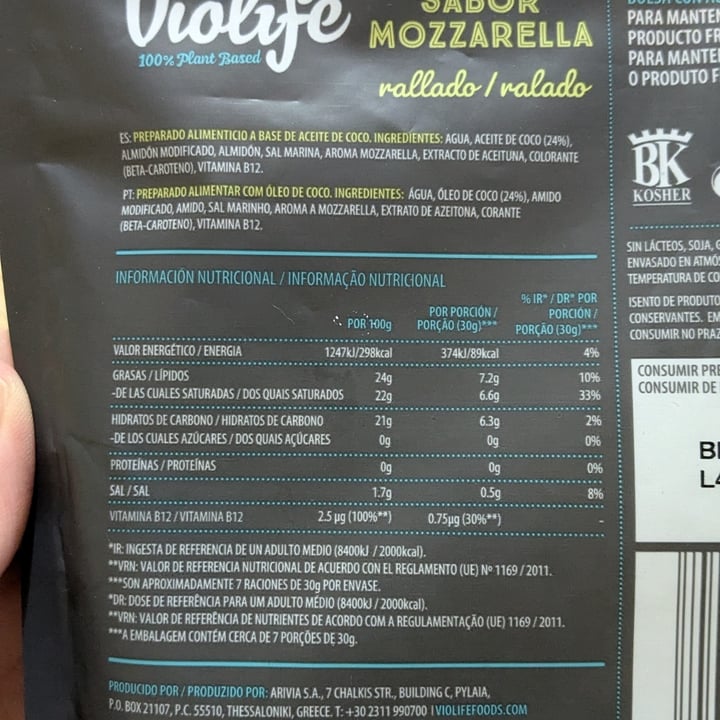 Violife
100% Plant Based
SABOR
MOZZARELLA
rallado / ralado
ES: PREPARADO ALIMENTICIO A BASE DE ACEITE DE COCO. INGREDIENTES: AGUA, ACEITE DE COCO (24%),
ALMIDÓN MODIFICADO, ALMIDÓN, SAL MARINA, AROMA MOZZARELLA, EXTRACTO DE ACEITUNA, COLORANTE
(BETA-CAROTENO), VITAMINA B12.
PT: PREPARADO ALIMENTAR COM ÓLEO DE COCO. INGREDIENTES: ÁGUA, ÓLEO DE COCO (24%), AMIDO
MODIFICADO, AMIDO, SAL MARINHO, AROMA A MOZZARELLA, EXTRATO DE AZEITONA, CORANTE
(BETA-CAROTENO), VITAMINA B12.
INFORMACIÓN NUTRICIONAL / INFORMAÇÃO NUTRICIONAL
POR 100g
POR PORCIÓN /
PORÇÃO (30g)***
% IR* / DR* POR
PORCIÓN /
PORÇÃO (30g)***
VALOR ENERGÉTICO / ENERGIA 1247kJ/298kcal 374kJ/89kcal 4%
GRASAS / LÍPIDOS 24g 7.2g 10%
-DE LAS CUALES SATURADAS / DOS QUAIS SATURADOS 22g 6.6g 33%
HIDRATOS DE CARBONO / HIDRATOS DE CARBONO 21g 6.3g 2%
-DE LOS CUALES AZÚCARES / DOS QUAIS AÇÚCARES 0g 0g 0%
PROTEÍNAS / PROTEÍNAS 0g 0g 0%
SAL / SAL 1.7g 0.5g 8%
VITAMINA B12 / VITAMINA B12 2.5 µg (100%**) 0.75µg (30%**) -
*IR: INGESTA DE REFERENCIA DE UN ADULTO MEDIO (8400kJ / 2000kcal).
**VRN: VALOR DE REFERENCIA NUTRICIONAL DE ACUERDO CON EL REGLAMENTO (UE) Nº 1169 / 2011.
***SON APROXIMADAMENTE 7 RACIONES DE 30g POR ENVASE.
*DR: DOSE DE REFERÊNCIA PARA UM ADULTO MÉDIO (8400kJ / 2000kcal).
**VRN: VALOR DE REFERÊNCIA DE NUTRIENTES DE ACORDO COM A REGULAMENTAÇÃO (UE) 1169 / 2011.
***A EMBALAGEM CONTÉM CERCA DE 7 PORÇÕES DE 30g.
PRODUCIDO POR / PRODUZIDO POR: ARIVIA S.A., 7 CHALKIS STR., BUILDING C, PYLAIA,
P.O. BOX 21107, P.C. 55510, THESSALONIKI, GREECE. T: +30 2311 990700 | VIOLIFEFOODS.COM
PARA MANTE
PRODUCTO FR
PARA MANTE
O PRODUTO F
BK
KOSHER
SIN LÁCTEOS, SOJA,
ENVASADO EN ATMÓS
TEMPERATURA DE CO
ISENTO DE PRODUTO
CONSERVANTES. EM
CONSUMIR NO PRAZ
CONSUMIR PRE
CONSUMIR DE
L4